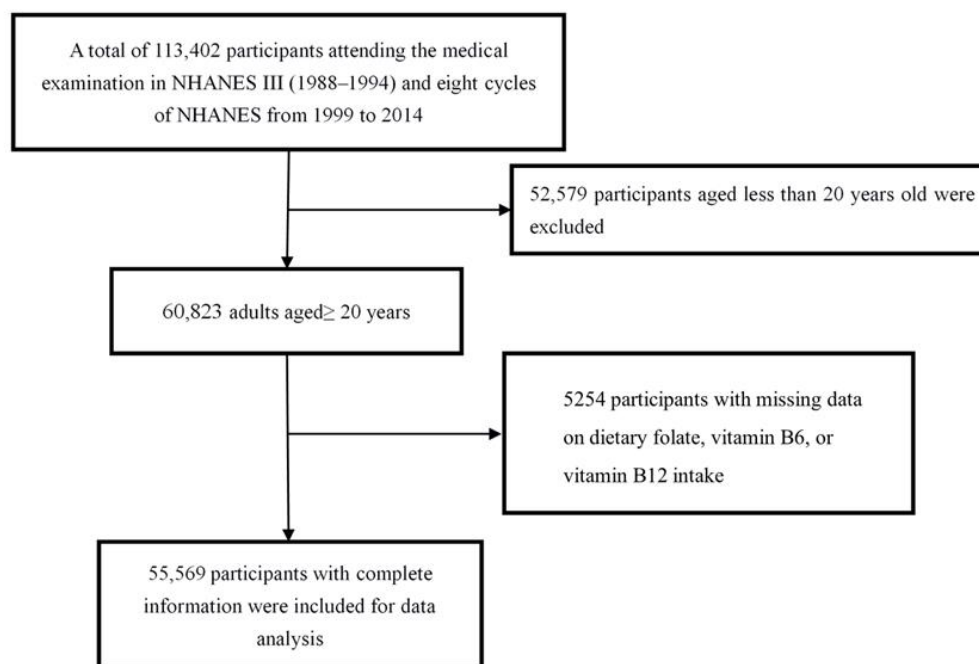 A total of 113,402 participants attending the medical
examination in NHANES III (1988–1994) and eight cycles
of NHANES from 1999 to 2014
52,579 participants aged less than 20 years old were
excluded
60,823 adults aged≥ 20 years
5254 participants with missing data
on dietary folate, vitamin B6, or
vitamin B12 intake
55,569 participants with complete
information were included for data
analysis